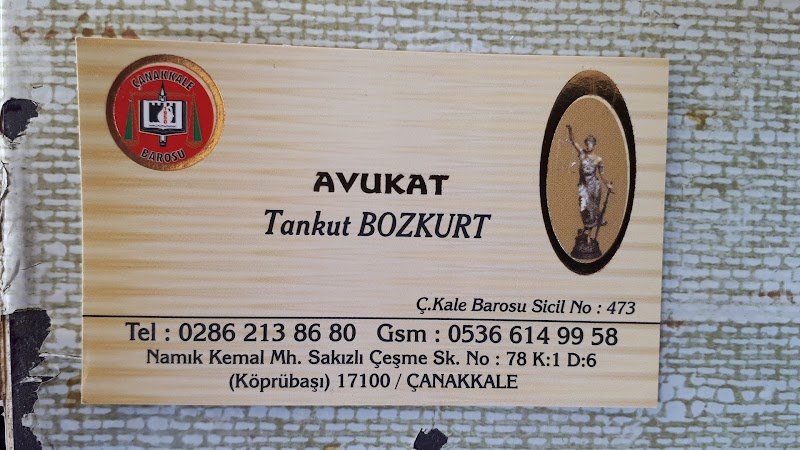 ÇANAKKALE
BAROSU
AVUKAT
Tankut BOZKURT
Ç.Kale Barosu Sicil No : 473
Tel : 0286 213 86 80 Gsm : 0536 614 99 58
Namık Kemal Mh. Sakızlı Çeşme Sk. No : 78 K:1 D:6
(Köprübaşı) 17100 / ÇANAKKALE